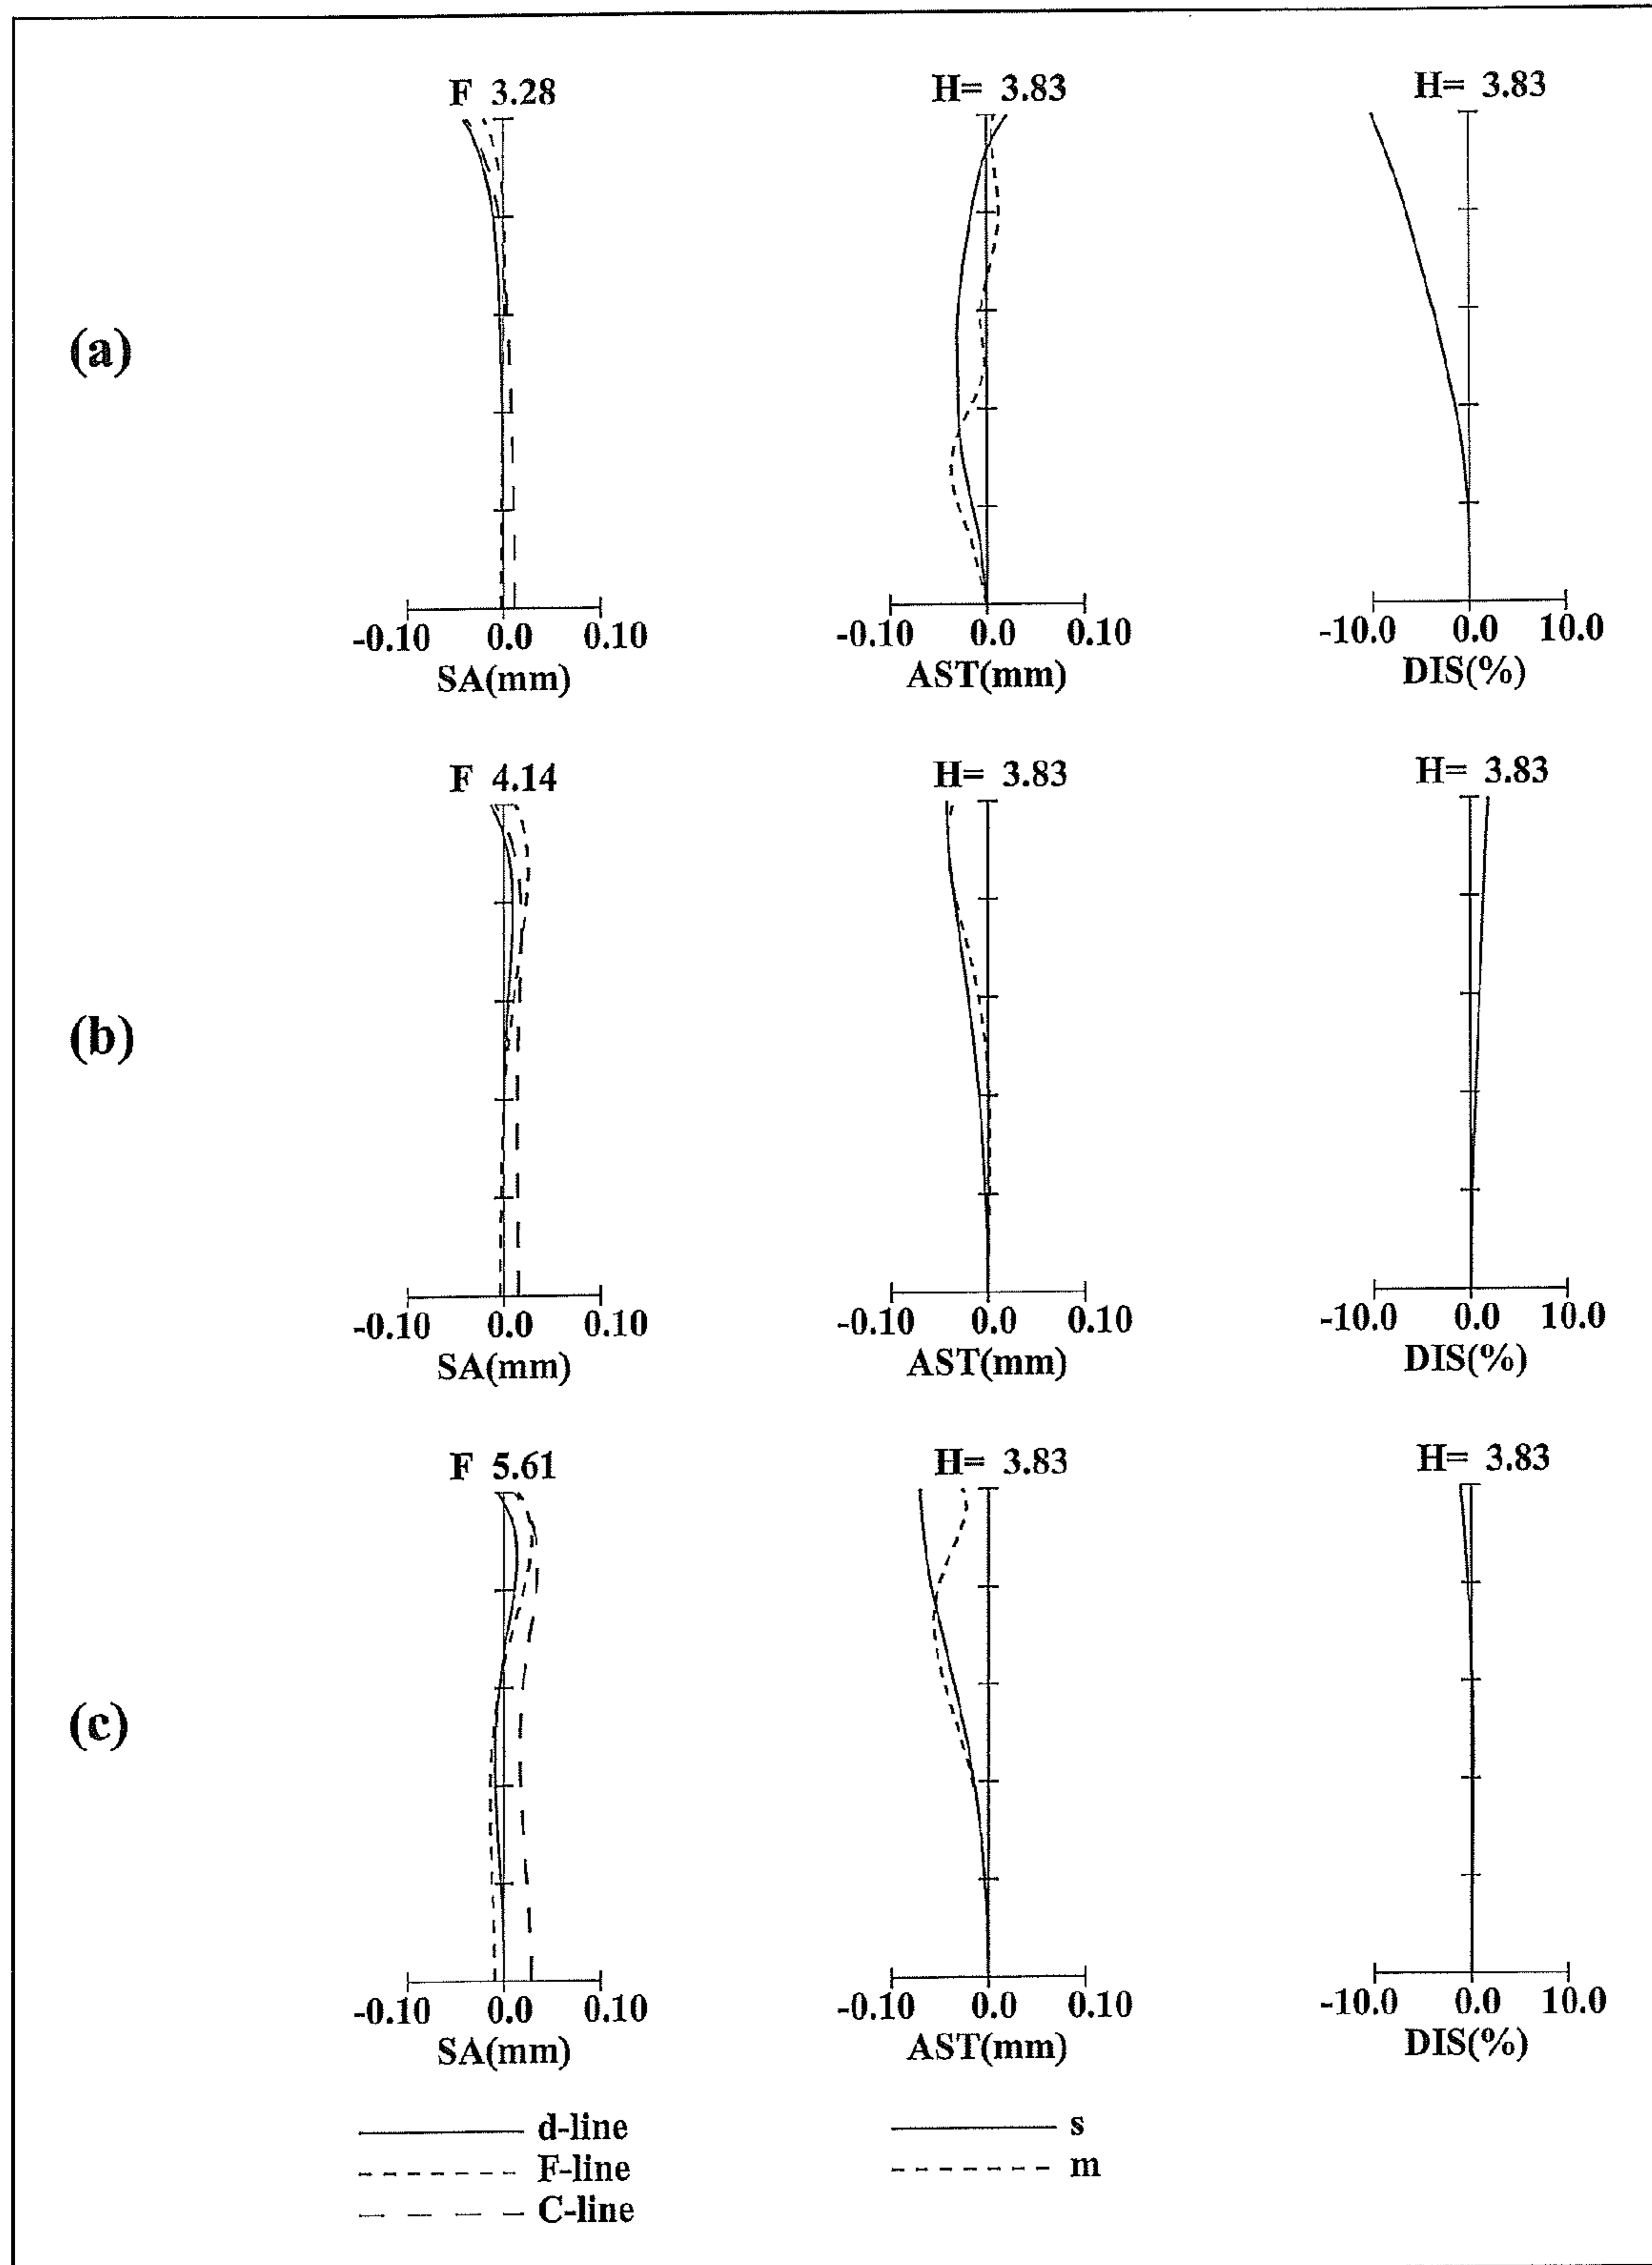 F 3.28 H= 3.83 H= 3.83
(a)
-0.10 0.0 0.10 -0.10 0.0 0.10 -10.0 0.0 10.0
SA(mm) AST(mm) DIS(%)
F 4.14 H= 3.83 H= 3.83
(b)
-0.10 0.0 0.10 -0.10 0.0 0.10 -10.0 0.0 10.0
SA(mm) AST(mm) DIS(%)
F 5.61 H= 3.83 H= 3.83
(c)
-0.10 0.0 0.10 -0.10 0.0 0.10 -10.0 0.0 10.0
SA(mm) AST(mm) DIS(%)
d-line s
F-line m
C-line